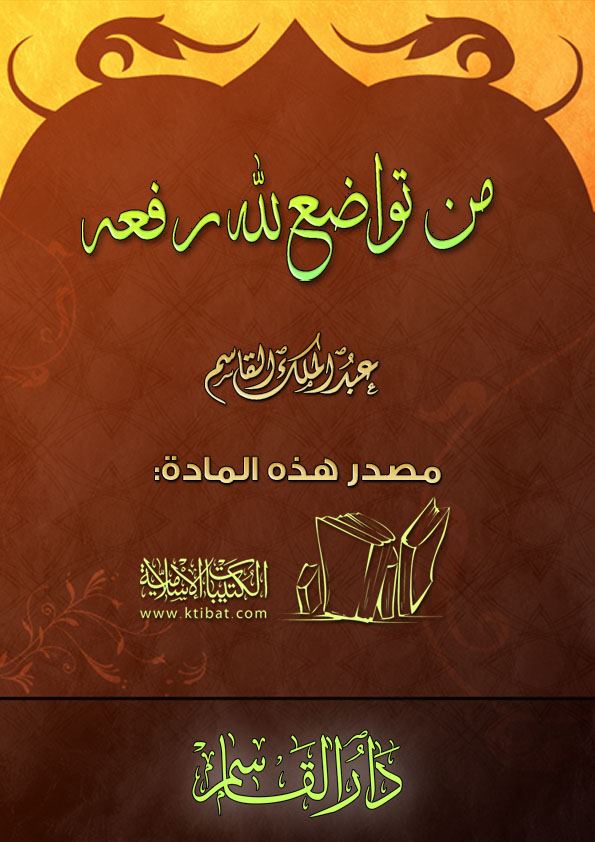 من تواضع لله رفعه
عبد الملك القاسم
مصدر هذه المادة:
الكتيبات الإسلامية
www.ktibat.com
دار القاسم